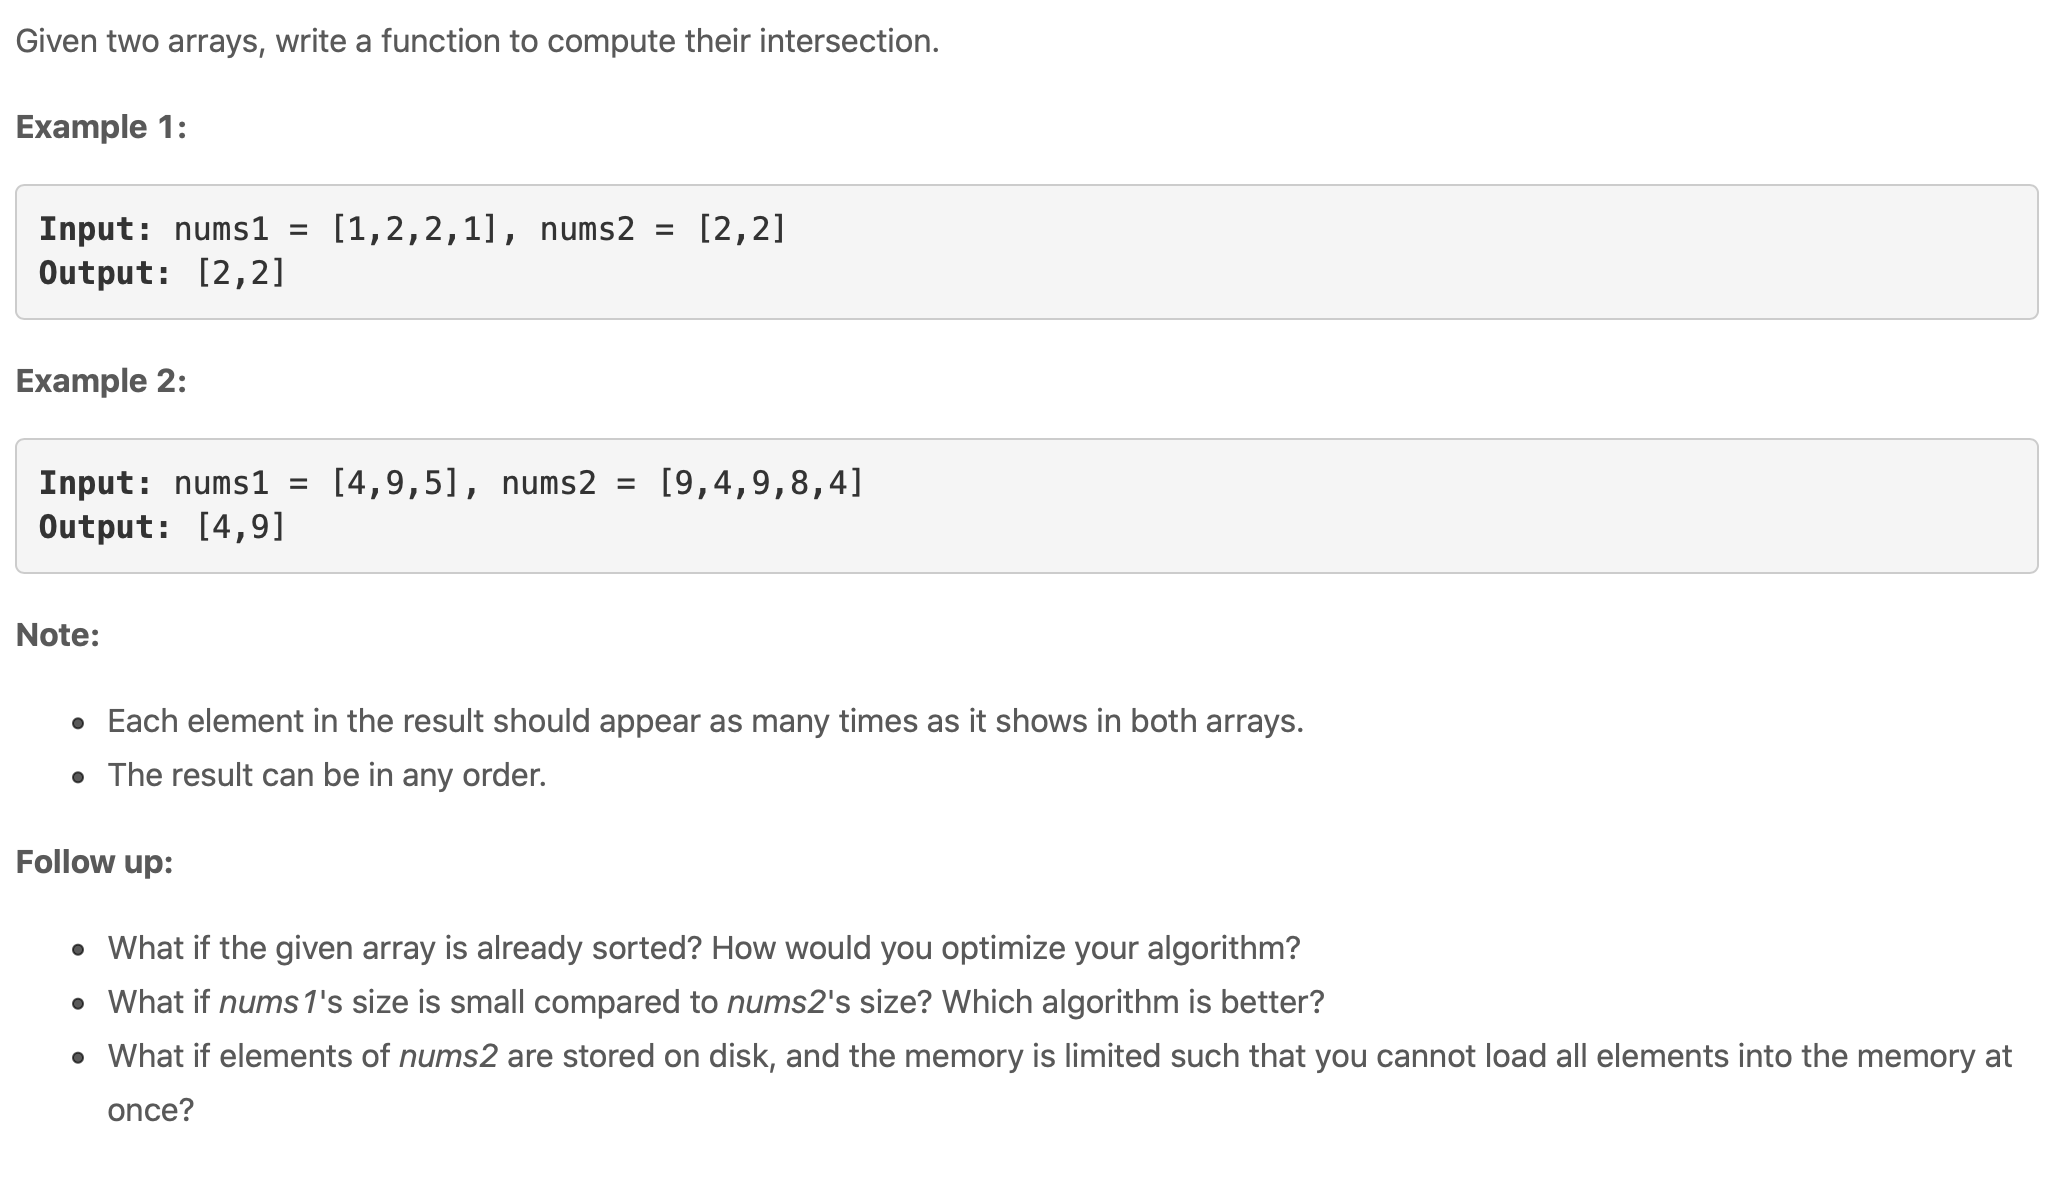 Given two arrays, write a function to compute their intersection.
Example 1:
Input: nums1 = [1,2,2,1], nums2 = [2,2]
Output: [2,2]
Example 2:
Input: nums1 = [4,9,5], nums2 = [9,4,9,8,4]
Output: [4,9]
Note:
• Each element in the result should appear as many times as it shows in both arrays.
• The result can be in any order.
Follow up:
• What if the given array is already sorted? How would you optimize your algorithm?
• What if nums1's size is small compared to nums2's size? Which algorithm is better?
• What if elements of nums2 are stored on disk, and the memory is limited such that you cannot load all elements into the memory at
once?